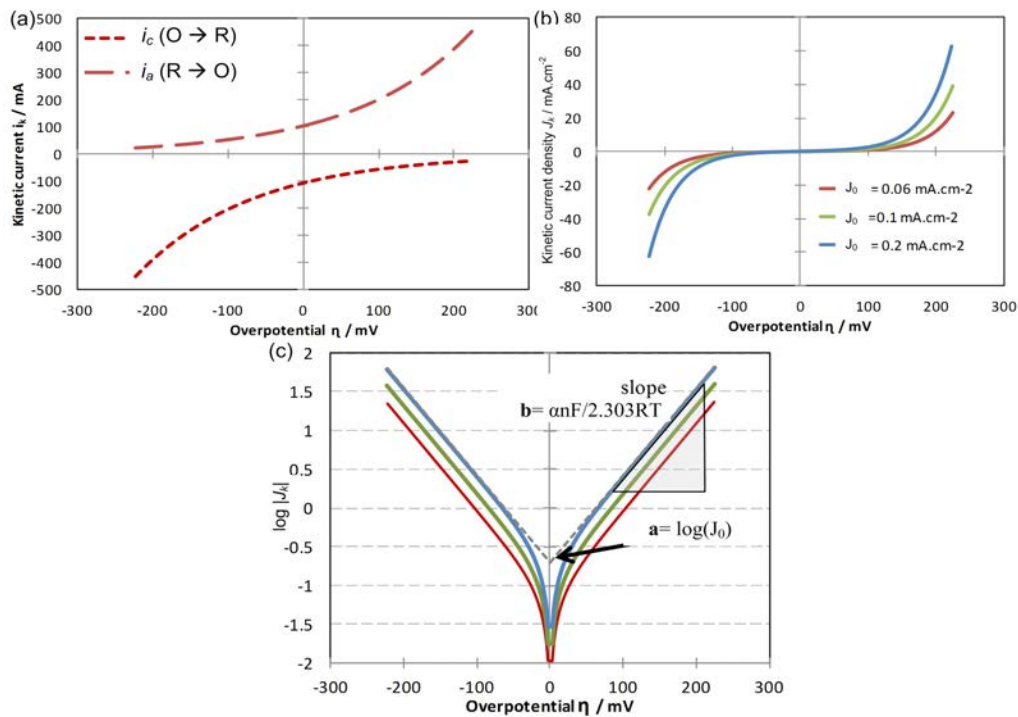 (a)
500
400
300
200
100
0
-100
-200
-300
-400
-500
-300
-200
-100
0
100
200
300
Kinetic current iₖ / mA
Overpotential η / mV
i_c (O → R)
i_a (R → O)
(b)
80
60
40
20
0
-20
-40
-60
-80
-300
-200
-100
0
100
200
300
Kinetic current density Jₖ / mA.cm⁻²
Overpotential η / mV
J₀ = 0.06 mA.cm-2
J₀ =0.1 mA.cm-2
J₀ = 0.2 mA.cm-2
(c)
2
1.5
1
0.5
0
-0.5
-1
-1.5
-2
-300
-200
-100
0
100
200
300
log |Jₖ|
Overpotential η / mV
slope
b= αnF/2.303RT
a= log(J₀)